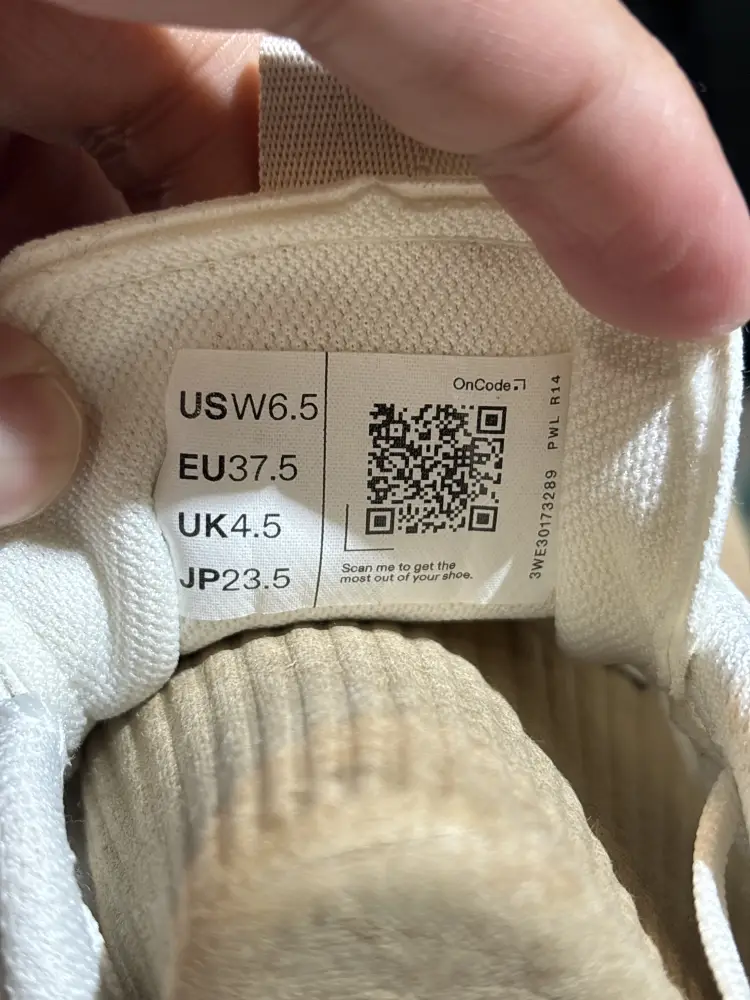 USW6.5
EU37.5
UK4.5
JP23.5
OnCode
Scan me to get the
most out of your shoe.
3WE30173289 PWL R14